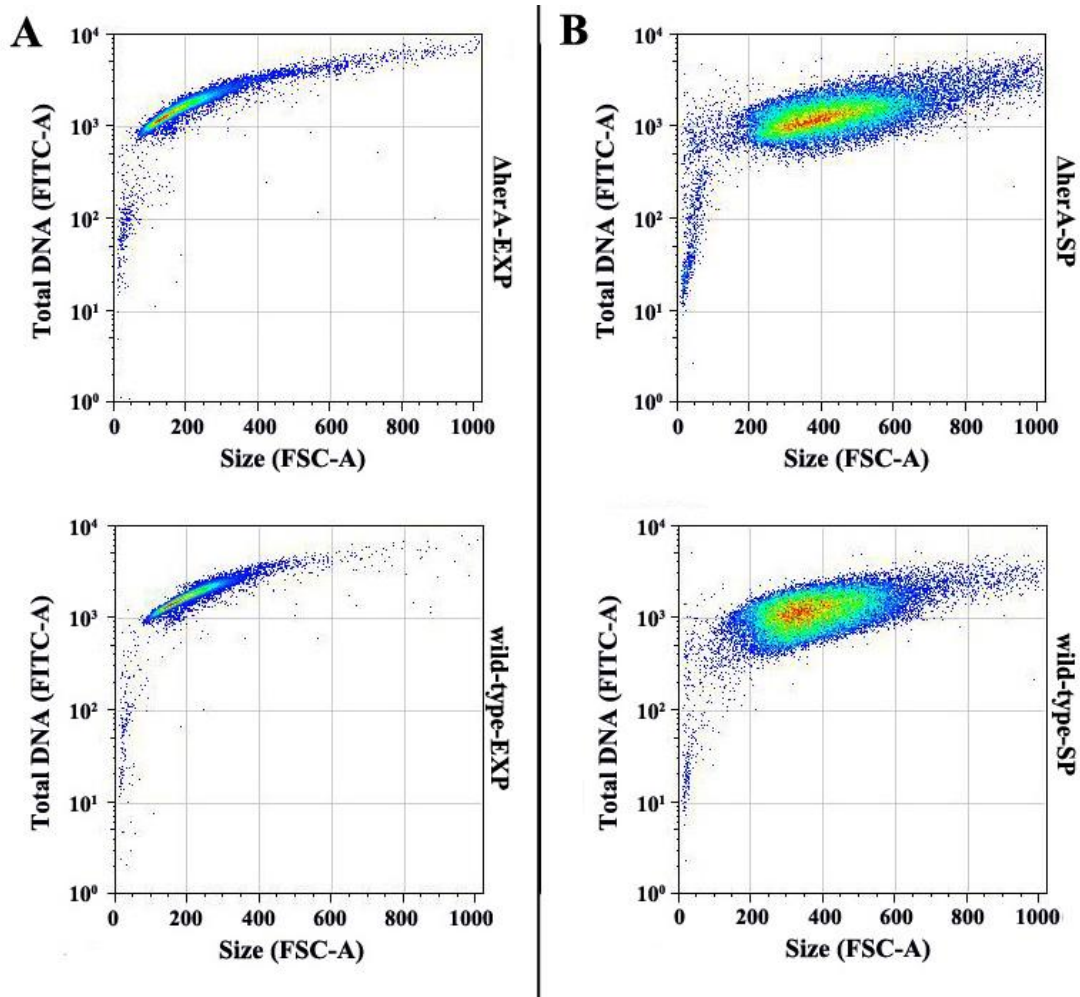 A
B
10⁴
10³
10²
10¹
10⁰
Total DNA (FITC-A)
0 200 400 600 800 1000
Size (FSC-A)
ΔherA-EXP
10⁴
10³
10²
10¹
10⁰
Total DNA (FITC-A)
0 200 400 600 800 1000
Size (FSC-A)
ΔherA-SP
10⁴
10³
10²
10¹
10⁰
Total DNA (FITC-A)
0 200 400 600 800 1000
Size (FSC-A)
wild-type-EXP
10⁴
10³
10²
10¹
10⁰
Total DNA (FITC-A)
0 200 400 600 800 1000
Size (FSC-A)
wild-type-SP